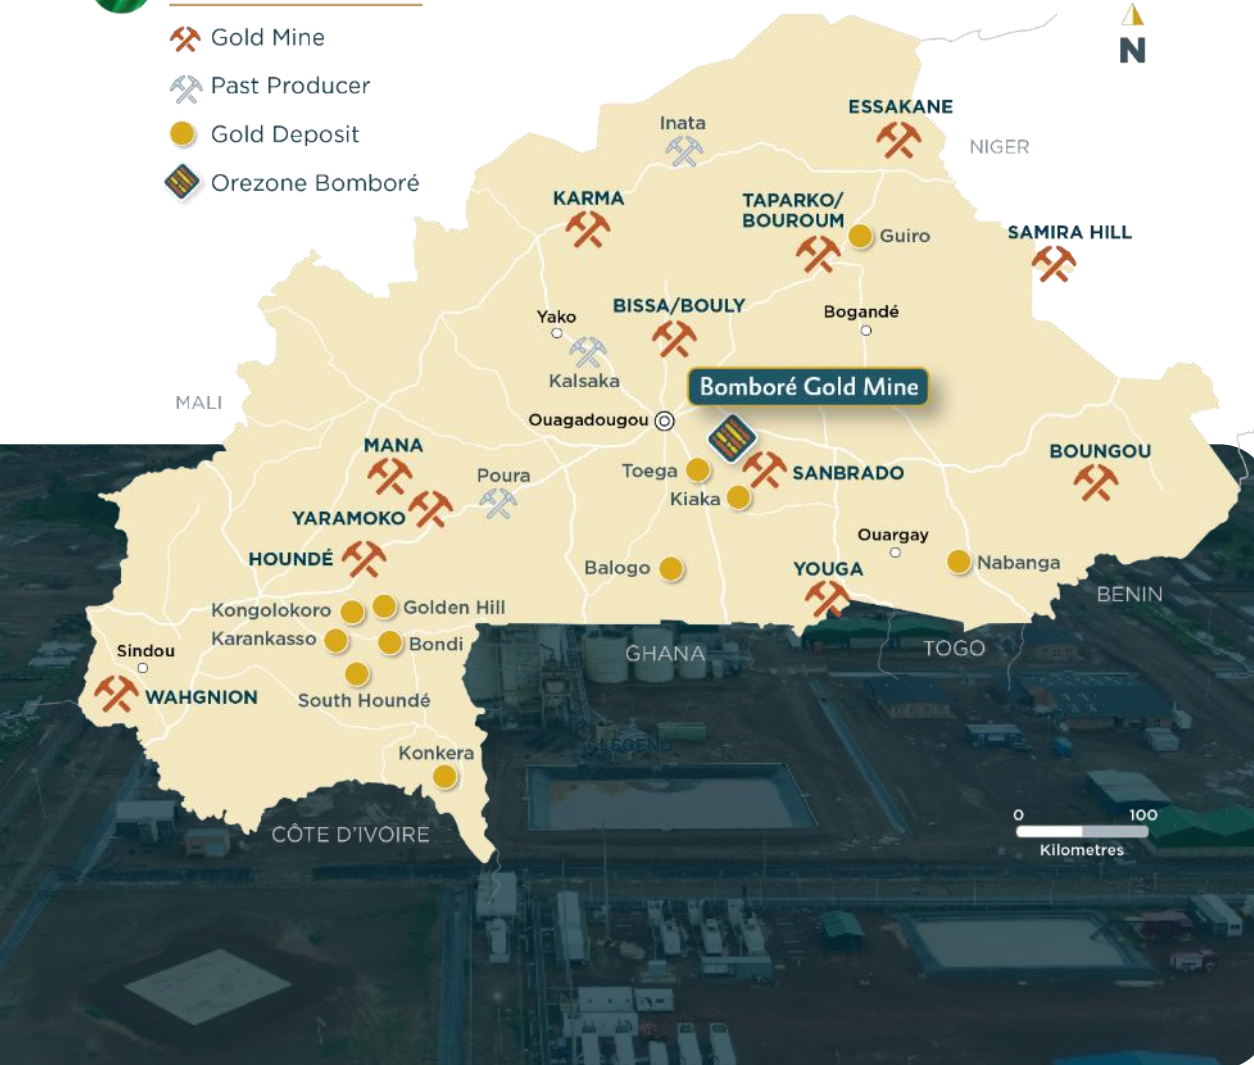 Gold Mine
Past Producer
Gold Deposit
Orezone Bomboré
N
ESSAKANE
Inata
NIGER
KARMA
TAPARKO/
BOUROUM
Guiro
SAMIRA HILL
BISSA/BOULY
Yako
Bogandé
Kalsaka
Bomboré Gold Mine
MALI
Ouagadougou
MANA
Poura
Toega
SANBRADO
BOUNGOU
Kiaka
YARAMOKO
Ouargay
HOUNDÉ
Balogo
YOUGA
Nabanga
BENIN
Kongolokoro
Golden Hill
Karankasso
Bondi
Sindou
GHANA
TOGO
WAHGNION
South Houndé
LEGEND
Konkera
CÔTE D'IVOIRE
0 100
Kilometres